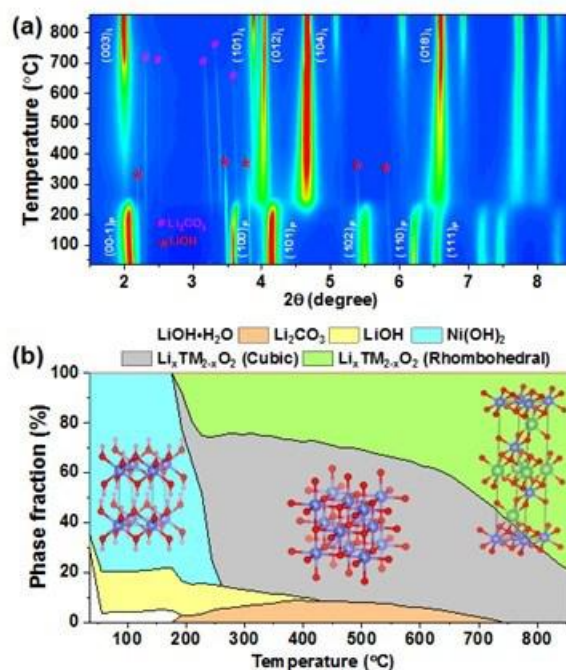 (a)
800
700
600
500
400
300
200
100
Temperature (°C)
(003)L
(101)L
(012)L
(104)L
(018)L
# # # # #
* * * * *
#Li₂CO₃
*LiOH
(00-1)P
(100)P
(101)P
(102)P
(110)P
(111)P
2 3 4 5 6 7 8
2θ (degree)
LiOH•H₂O Li₂CO₃ LiOH Ni(OH)₂
LiₓTM₂₋ₓO₂ (Cubic) LiₓTM₂₋ₓO₂ (Rhombohedral)
(b)
100
80
60
40
20
0
Phase fraction (%)
100 200 300 400 500 600 700 800
Temperature (°C)